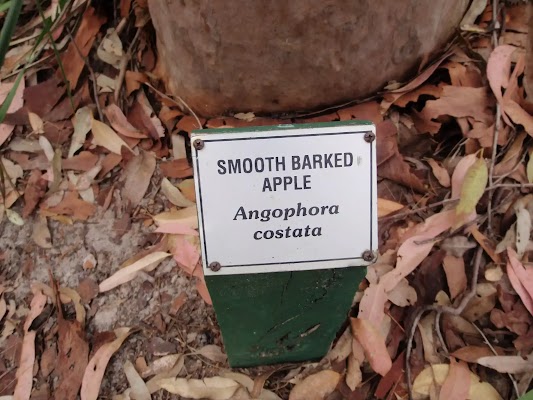 SMOOTH BARKED
APPLE
Angophora
costata